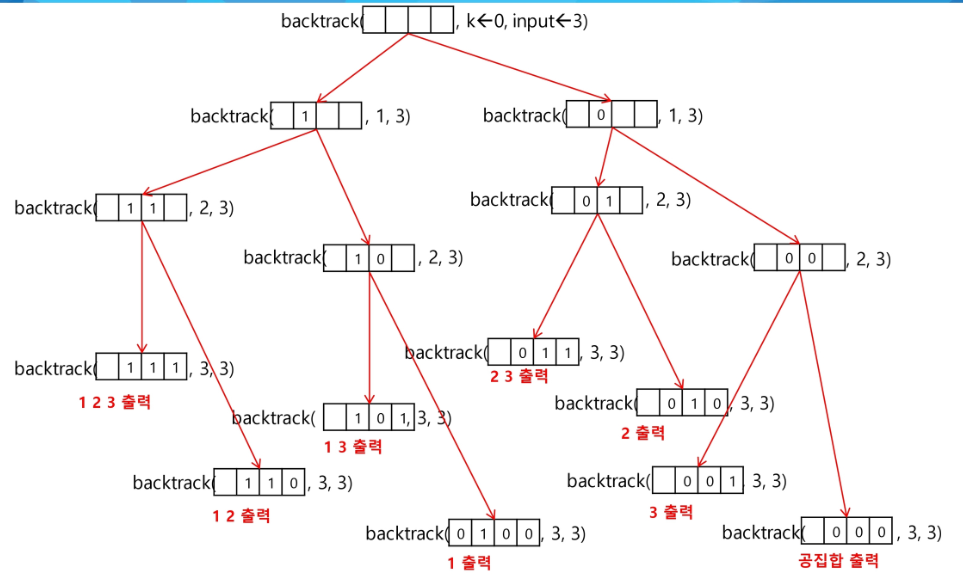 backtrack( , k←0, input←3)
backtrack( 1 , 1, 3)
backtrack( 0 , 1, 3)
backtrack( 1 1 , 2, 3)
backtrack( 0 1 , 2, 3)
backtrack( 1 0 , 2, 3)
backtrack( 0 0 , 2, 3)
backtrack( 1 1 1 , 3, 3)
1 2 3 출력
backtrack( 0 1 1 , 3, 3)
2 3 출력
backtrack( 1 0 1 , 3, 3)
1 3 출력
backtrack( 0 1 0 , 3, 3)
2 출력
backtrack( 1 1 0 , 3, 3)
1 2 출력
backtrack( 0 0 1 , 3, 3)
3 출력
backtrack( 0 1 0 0 , 3, 3)
1 출력
backtrack( 0 0 0 , 3, 3)
공집합 출력